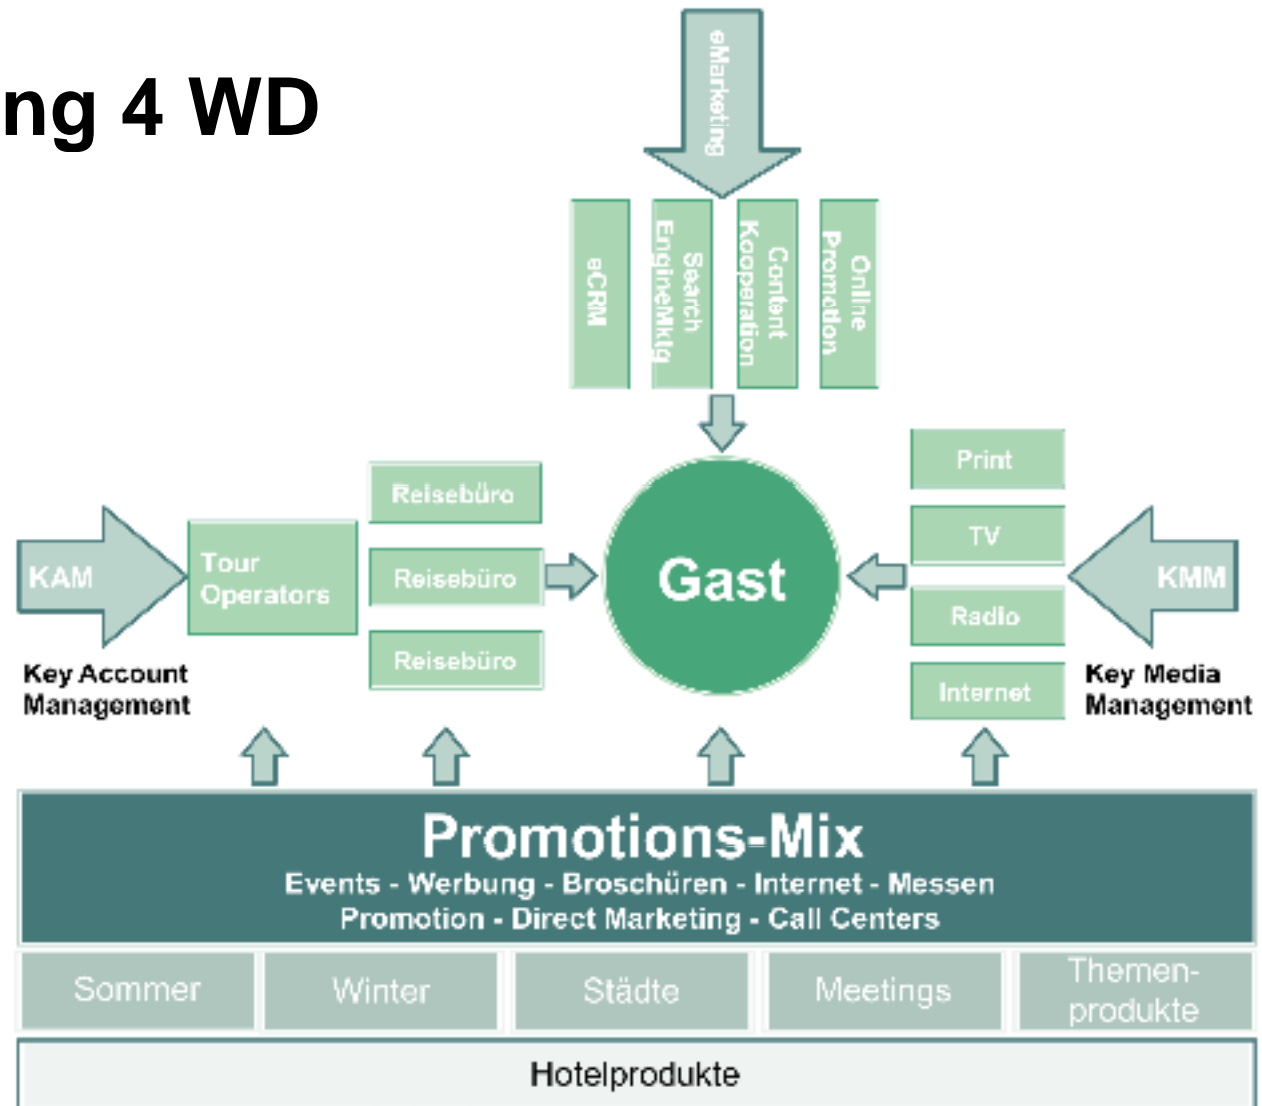 ng 4 WD
eMarketing
eCRM
Search
EngineMktg
Content
Kooperation
Online
Promotion
Print
TV
Radio
Internet
KMM
Key Media
Management
Reisebüro
Reisebüro
Reisebüro
Tour
Operators
KAM
Key Account
Management
Gast
Promotions-Mix
Events - Werbung - Broschüren - Internet - Messen
Promotion - Direct Marketing - Call Centers
Sommer
Winter
Städte
Meetings
Themen-
produkte
Hotelprodukte